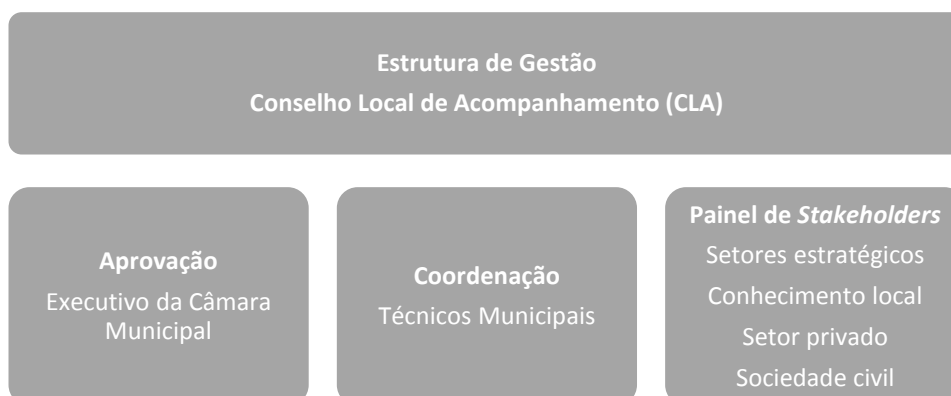 Estrutura de Gestão
Conselho Local de Acompanhamento (CLA)
Aprovação
Executivo da Câmara
Municipal
Coordenação
Técnicos Municipais
Painel de Stakeholders
Setores estratégicos
Conhecimento local
Setor privado
Sociedade civil